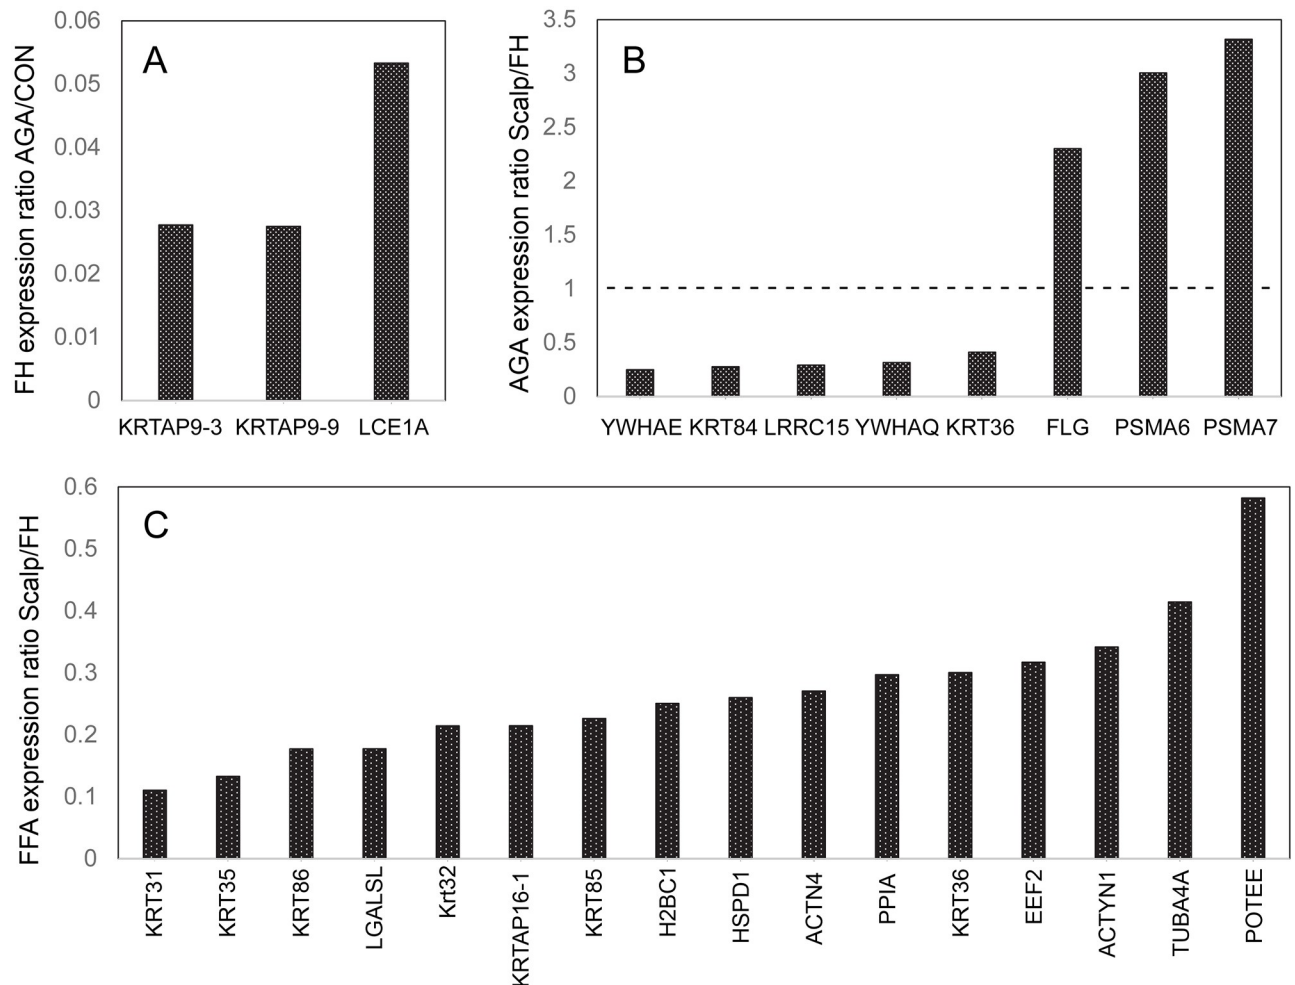 A
FH expression ratio AGA/CON
0.06
0.05
0.04
0.03
0.02
0.01
0
KRTAP9-3 KRTAP9-9 LCE1A
B
AGA expression ratio Scalp/FH
3.5
3
2.5
2
1.5
1
0.5
0
YWHAE KRT84 LRRC15 YWHAQ KRT36 FLG PSMA6 PSMA7
C
FFA expression ratio Scalp/FH
0.6
0.5
0.4
0.3
0.2
0.1
0
KRT31
KRT35
KRT86
LGALSL
Krt32
KRTAP16-1
KRT85
H2BC1
HSPD1
ACTN4
PPIA
KRT36
EEF2
ACTYN1
TUBA4A
POTEE